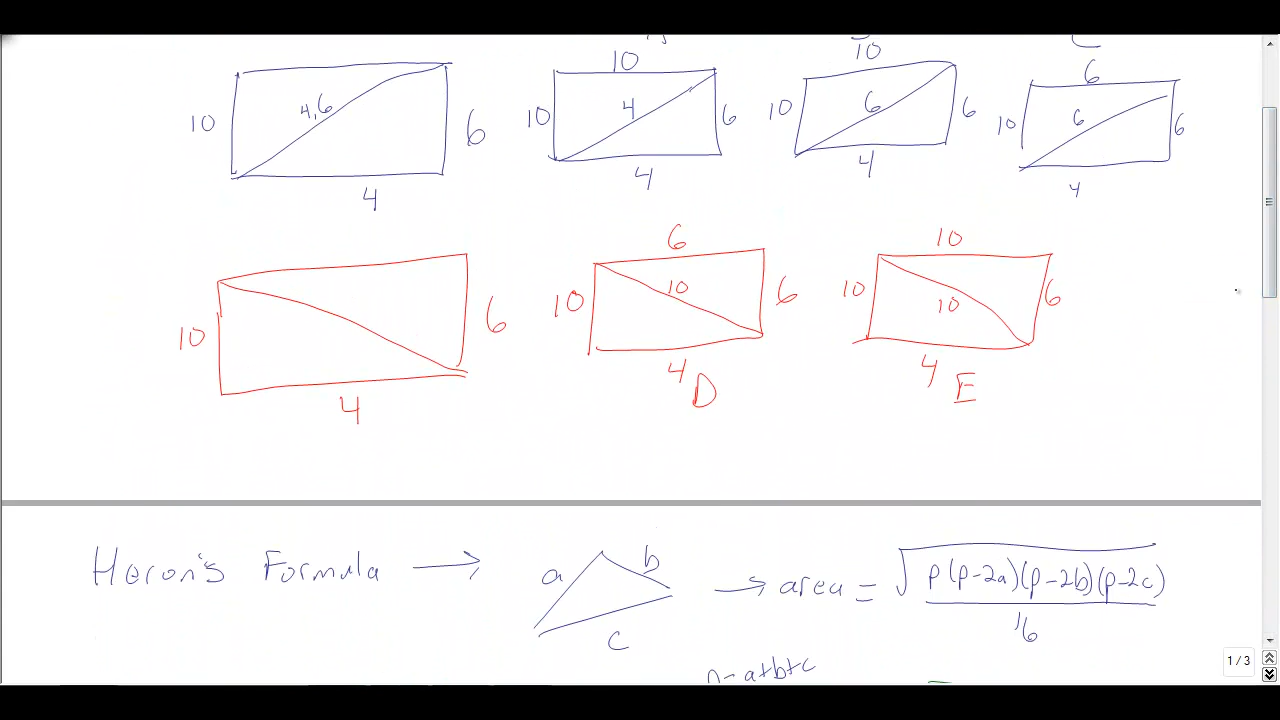 10
10
6
10 4,6 6
10 4 6
10 6 6
10 6 6
4
4
4
4
6
10
10 6
10 10 6
10 10 6
4
4 D
4 E
Heron's Formula → a b c → area = √p(p-2a)(p-2b)(p-2c) / 16
a+b+c
1 / 3